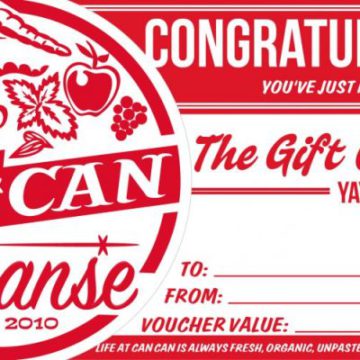 CONGRATU
YOU'VE JUST
The Gift
YA
CAN
anse
2010
TO:
FROM:
VOUCHER VALUE:
LIFE AT CAN CAN IS ALWAYS FRESH, ORGANIC, UNPASTE